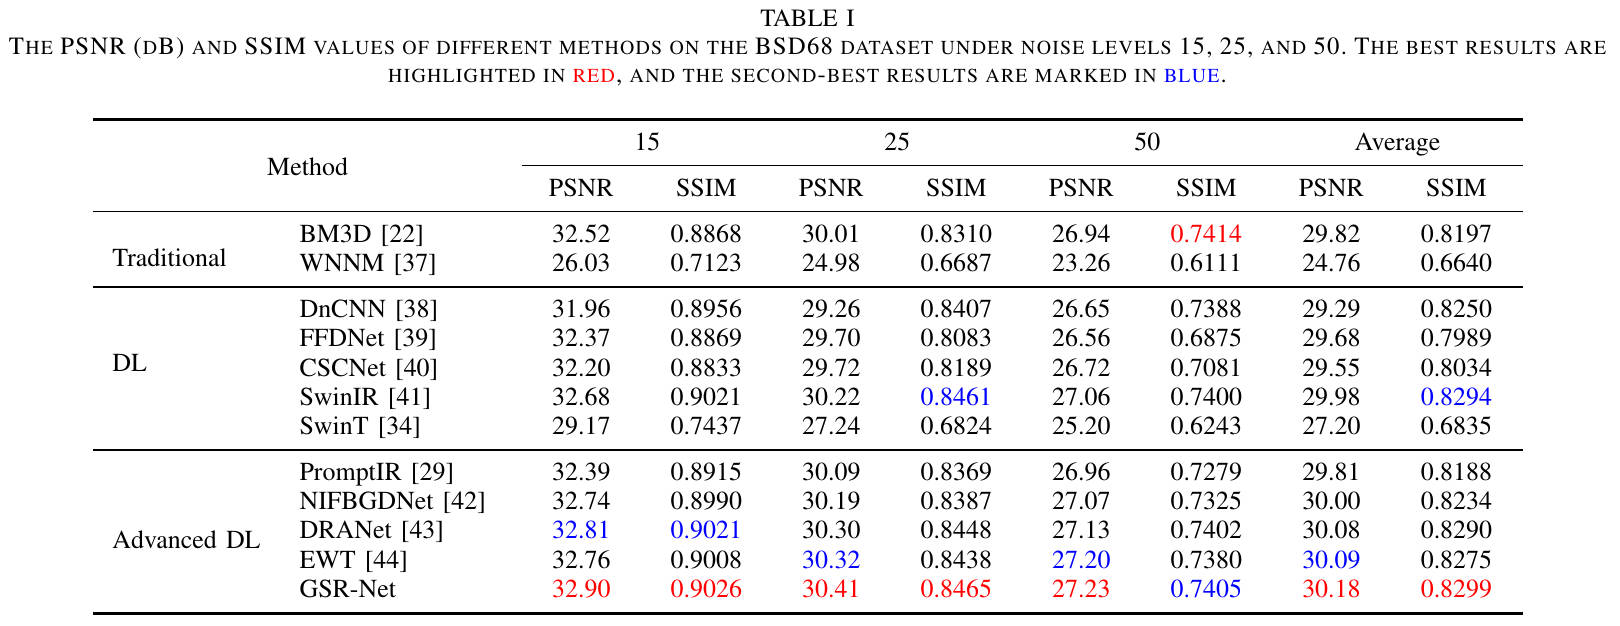 TABLE I
THE PSNR (DB) AND SSIM VALUES OF DIFFERENT METHODS ON THE BSD68 DATASET UNDER NOISE LEVELS 15, 25, AND 50. THE BEST RESULTS ARE
HIGHLIGHTED IN RED, AND THE SECOND-BEST RESULTS ARE MARKED IN BLUE.
Method 15 25 50 Average
PSNR SSIM PSNR SSIM PSNR SSIM PSNR SSIM
Traditional
BM3D [22] 32.52 0.8868 30.01 0.8310 26.94 0.7414 29.82 0.8197
WNNM [37] 26.03 0.7123 24.98 0.6687 23.26 0.6111 24.76 0.6640
DL
DnCNN [38] 31.96 0.8956 29.26 0.8407 26.65 0.7388 29.29 0.8250
FFDNet [39] 32.37 0.8869 29.70 0.8083 26.56 0.6875 29.68 0.7989
CSCNet [40] 32.20 0.8833 29.72 0.8189 26.72 0.7081 29.55 0.8034
SwinIR [41] 32.68 0.9021 30.22 0.8461 27.06 0.7400 29.98 0.8294
SwinT [34] 29.17 0.7437 27.24 0.6824 25.20 0.6243 27.20 0.6835
Advanced DL
PromptIR [29] 32.39 0.8915 30.09 0.8369 26.96 0.7279 29.81 0.8188
NIFBGDNet [42] 32.74 0.8990 30.19 0.8387 27.07 0.7325 30.00 0.8234
DRANet [43] 32.81 0.9021 30.30 0.8448 27.13 0.7402 30.08 0.8290
EWT [44] 32.76 0.9008 30.32 0.8438 27.20 0.7380 30.09 0.8275
GSR-Net 32.90 0.9026 30.41 0.8465 27.23 0.7405 30.18 0.8299